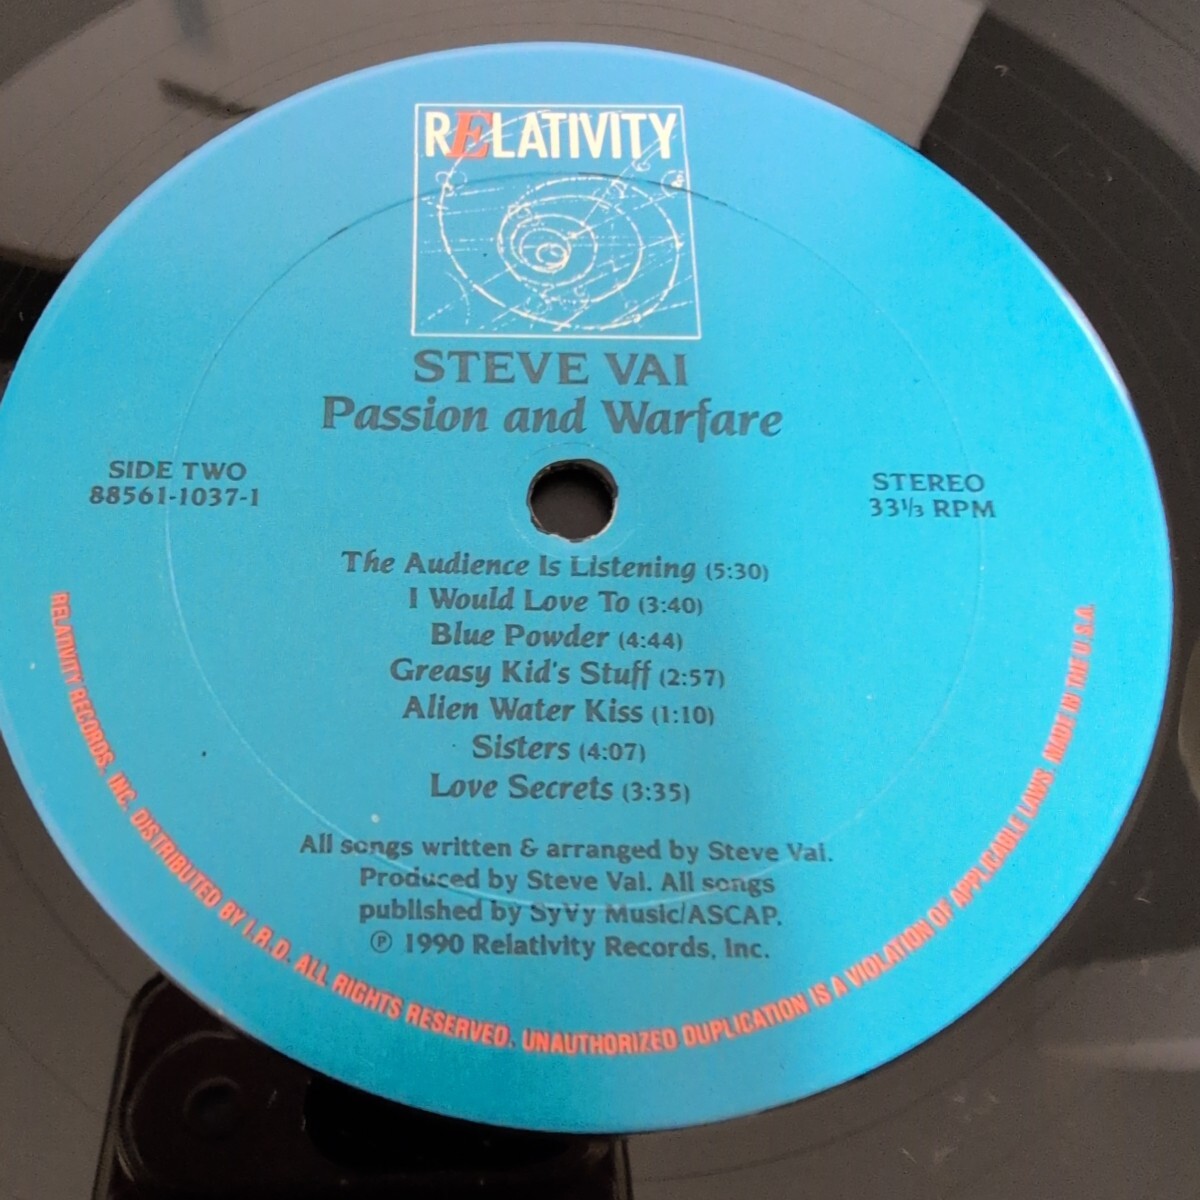 RELATIVITY
STEVE VAI
Passion and Warfare
SIDE TWO
88561-1037-1
STEREO
33⅓ RPM
The Audience Is Listening (5:30)
I Would Love To (3:40)
Blue Powder (4:44)
Greasy Kid's Stuff (2:57)
Alien Water Kiss (1:10)
Sisters (4:07)
Love Secrets (3:35)
All songs written & arranged by Steve Vai.
Produced by Steve Vai. All songs
published by SyVy Music/ASCAP.
℗ 1990 Relativity Records, Inc.
RELATIVITY RECORDS, INC. DISTRIBUTED BY I.R.D. ALL RIGHTS RESERVED. UNAUTHORIZED DUPLICATION IS A VIOLATION OF APPLICABLE LAWS. MADE IN THE U.S.A.